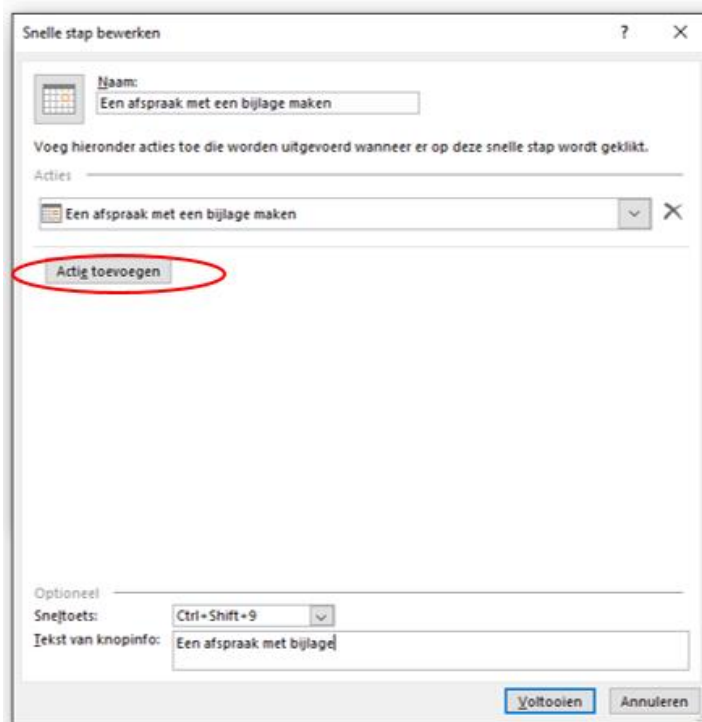 Snelle stap bewerken
?
Naam:
Een afspraak met een bijlage maken
Voeg hieronder acties toe die worden uitgevoerd wanneer er op deze snelle stap wordt geklikt.
Acties
Een afspraak met een bijlage maken
Actie toevoegen
Optioneel
Sneltoets: Ctrl+Shift+9
Tekst van knopinfo: Een afspraak met bijlage
Voltooien Annuleren